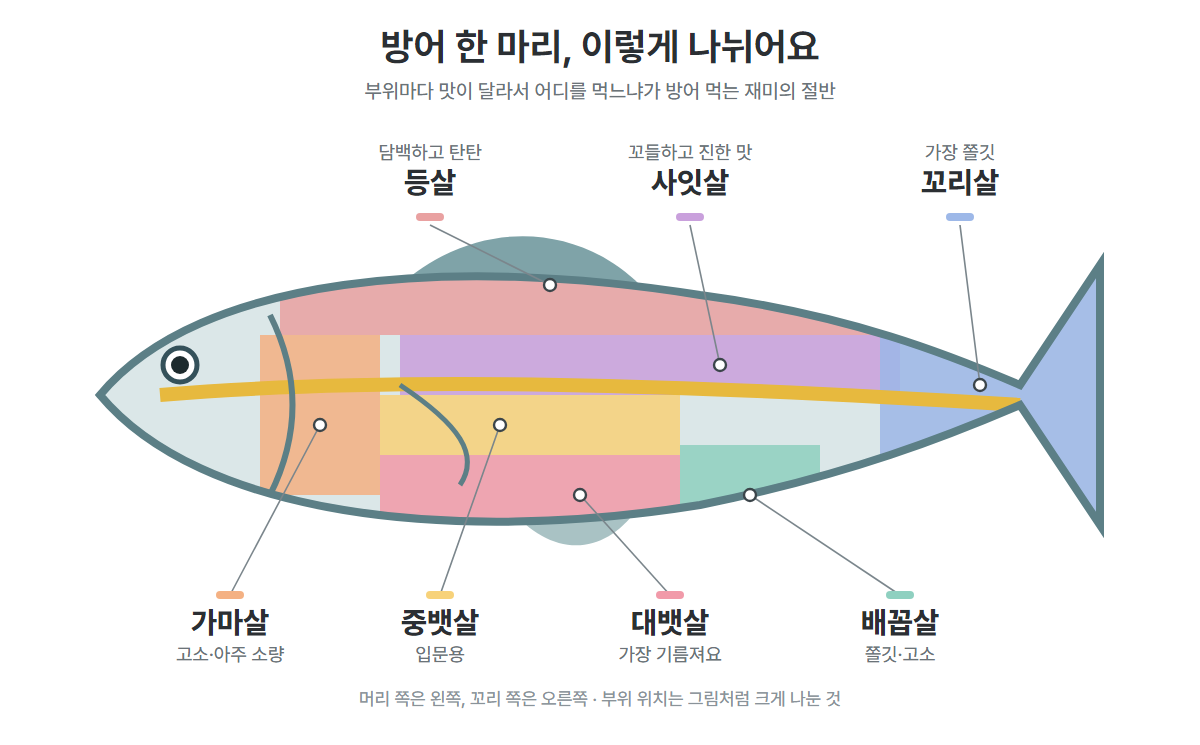 방어 한 마리, 이렇게 나뉘어요
부위마다 맛이 달라서 어디를 먹느냐가 방어 먹는 재미의 절반
담백하고 탄탄
등살
꼬들하고 진한 맛
사잇살
가장 쫄깃
꼬리살
가마살
고소·아주 소량
중뱃살
입문용
대뱃살
가장 기름져요
배꼽살
쫄깃·고소
머리 쪽은 왼쪽, 꼬리 쪽은 오른쪽 · 부위 위치는 그림처럼 크게 나눈 것